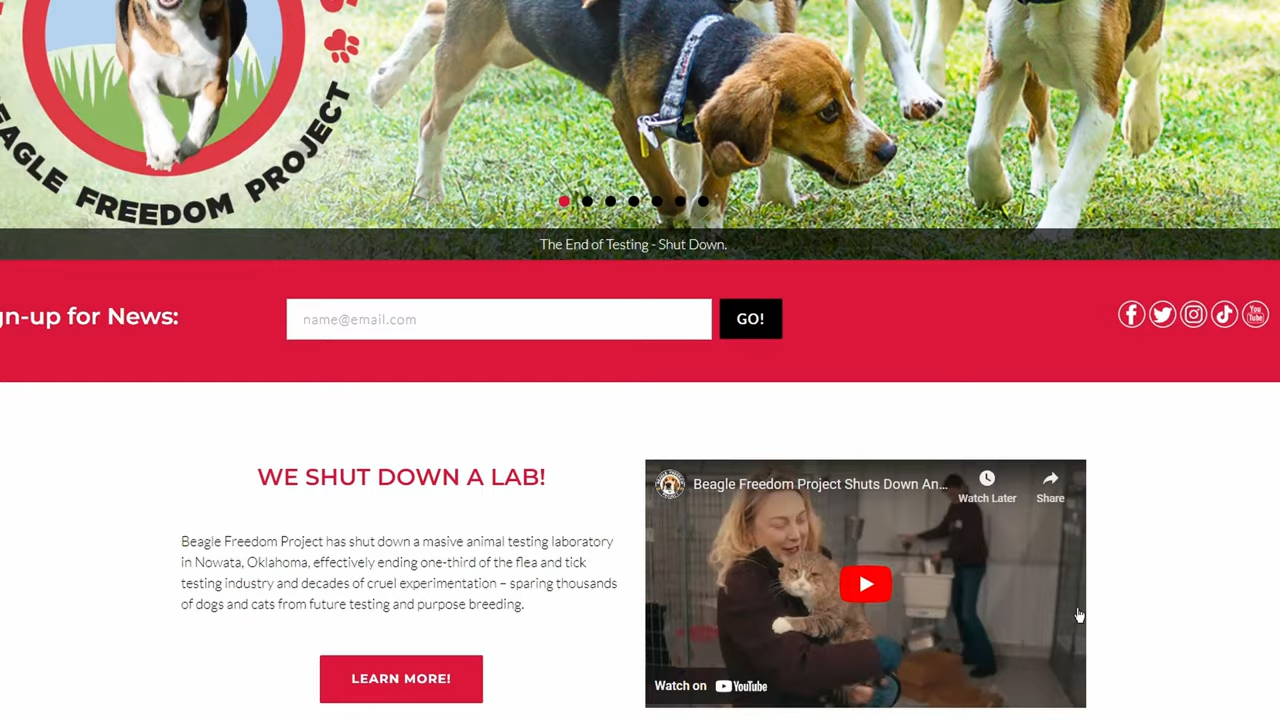 EAGLE FREEDOM PROJECT
The End of Testing - Shut Down.
gn-up for News:
name@email.com
GO!
You
Tube
WE SHUT DOWN A LAB!
Beagle Freedom Project Shuts Down An...
Watch Later
Share
Beagle Freedom Project has shut down a masive animal testing laboratory
in Nowata, Oklahoma, effectively ending one-third of the flea and tick
testing industry and decades of cruel experimentation – sparing thousands
of dogs and cats from future testing and purpose breeding.
LEARN MORE!
Watch on YouTube